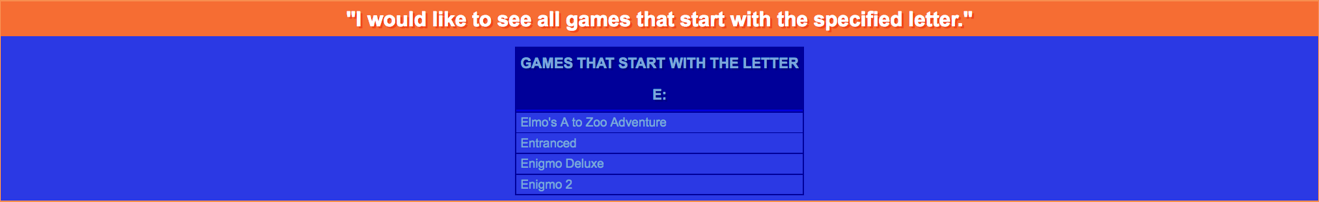 "I would like to see all games that start with the specified letter."
GAMES THAT START WITH THE LETTER
E:
Elmo's A to Zoo Adventure
Entranced
Enigmo Deluxe
Enigmo 2